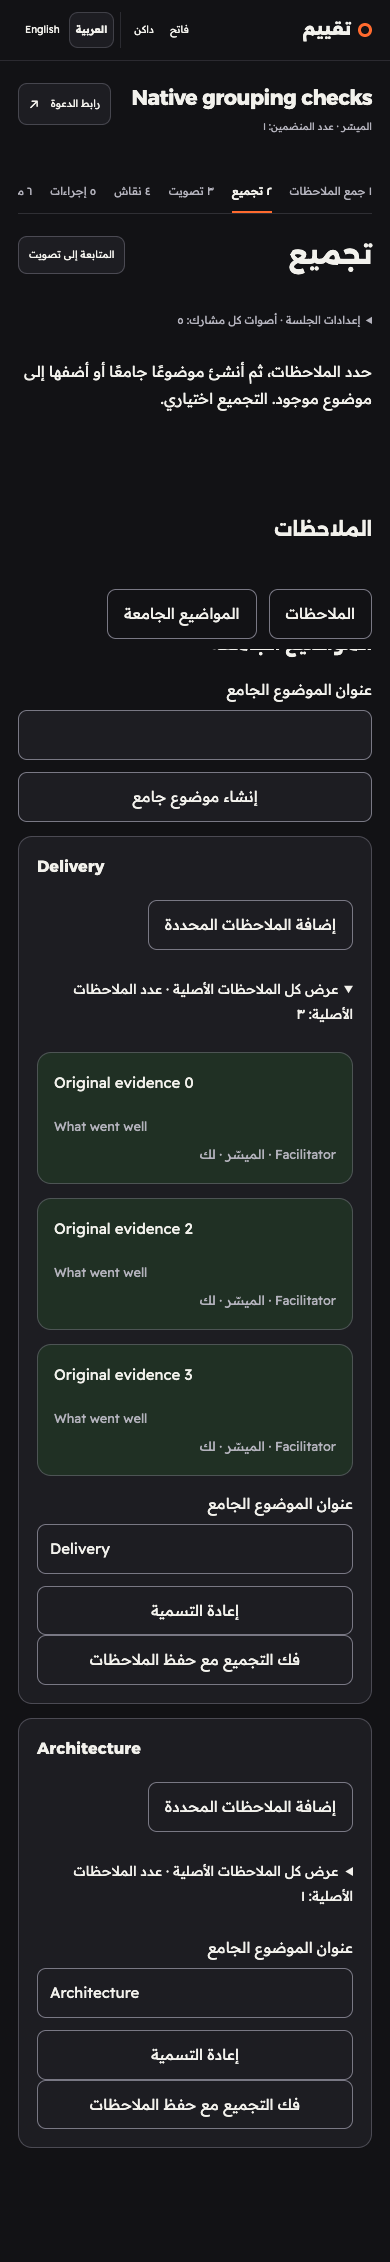 تقييم
فاتح
داكن
العربية
English
Native grouping checks
رابط الدعوة ↗
الميسّر · عدد المنضمين: ١
١ جمع الملاحظات
٢ تجميع
٣ تصويت
٤ نقاش
٥ إجراءات
تجميع
المتابعة إلى تصويت
إعدادات الجلسة · أصوات كل مشارك: ٥
حدد الملاحظات، ثم أنشئ موضوعًا جامعًا أو أضفها إلى
موضوع موجود. التجميع اختياري.
الملاحظات
الملاحظات
المواضيع الجامعة
عنوان الموضوع الجامع
إنشاء موضوع جامع
Delivery
إضافة الملاحظات المحددة
عرض كل الملاحظات الأصلية · عدد الملاحظات
الأصلية: ٣
Original evidence 0
What went well
Facilitator · الميسّر · لك
Original evidence 2
What went well
Facilitator · الميسّر · لك
Original evidence 3
What went well
Facilitator · الميسّر · لك
عنوان الموضوع الجامع
Delivery
إعادة التسمية
فك التجميع مع حفظ الملاحظات
Architecture
إضافة الملاحظات المحددة
عرض كل الملاحظات الأصلية · عدد الملاحظات
الأصلية: ١
عنوان الموضوع الجامع
Architecture
إعادة التسمية
فك التجميع مع حفظ الملاحظات